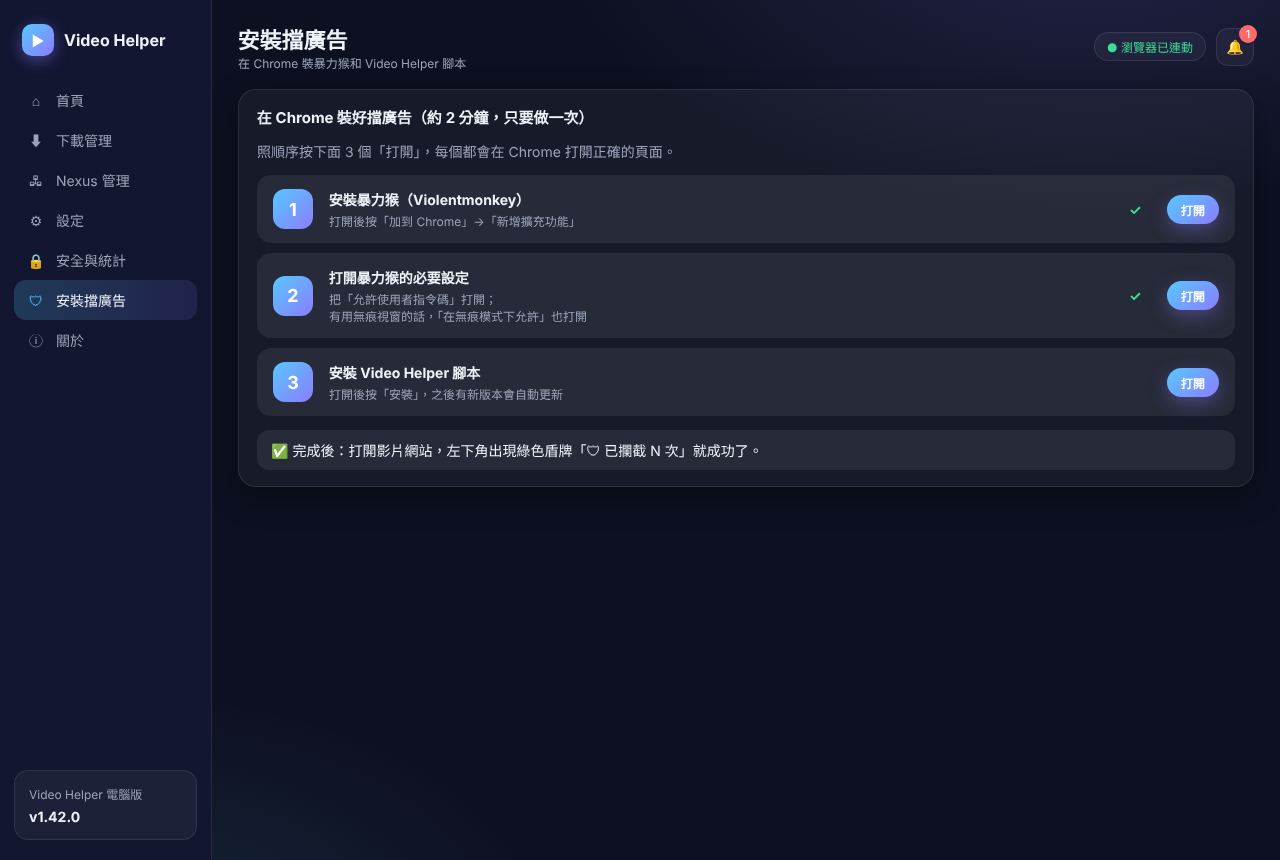 Video Helper
首頁
下載管理
Nexus 管理
設定
安全與統計
安裝擋廣告
關於
Video Helper 電腦版
v1.42.0
安裝擋廣告
在 Chrome 裝暴力猴和 Video Helper 腳本
瀏覽器已連動
1
在 Chrome 裝好擋廣告（約 2 分鐘，只要做一次）
照順序按下面 3 個「打開」，每個都會在 Chrome 打開正確的頁面。
1
安裝暴力猴（Violentmonkey）
打開後按「加到 Chrome」→「新增擴充功能」
✓
打開
2
打開暴力猴的必要設定
把「允許使用者指令碼」打開；
有用無痕視窗的話，「在無痕模式下允許」也打開
✓
打開
3
安裝 Video Helper 腳本
打開後按「安裝」，之後有新版本會自動更新
打開
✅ 完成後：打開影片網站，左下角出現綠色盾牌「🛡 已攔截 N 次」就成功了。